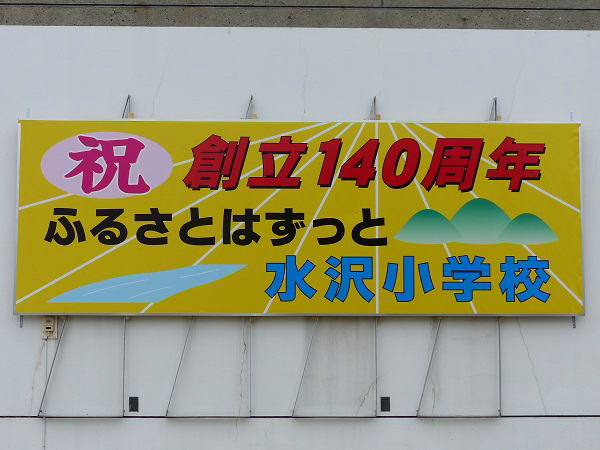 祝 創立140周年
ふるさとはずっと
水沢小学校